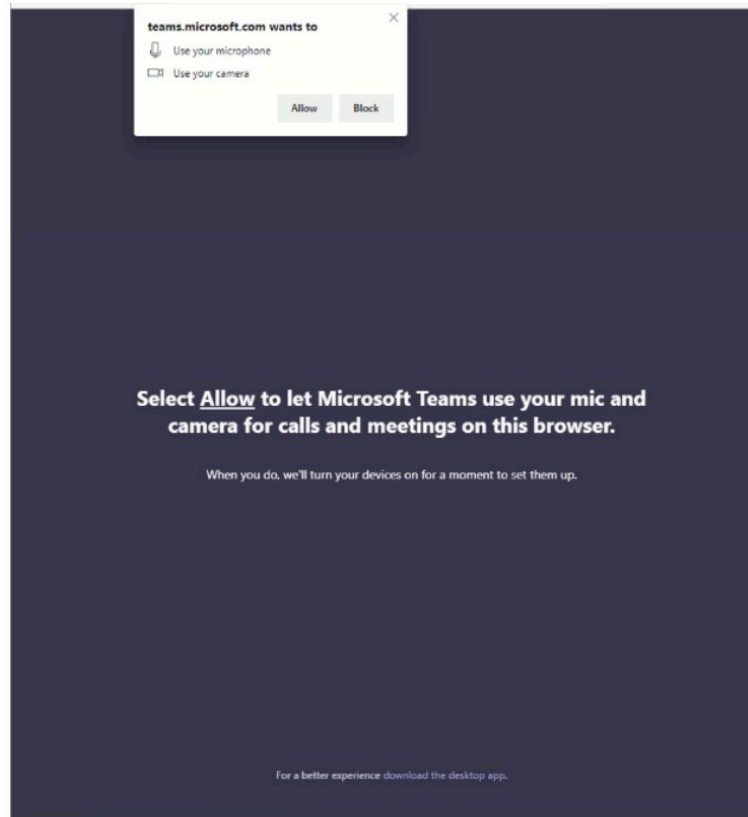 teams.microsoft.com wants to
Use your microphone
Use your camera
Allow Block
Select Allow to let Microsoft Teams use your mic and
camera for calls and meetings on this browser.
When you do, we'll turn your devices on for a moment to set them up.
For a better experience download the desktop app.